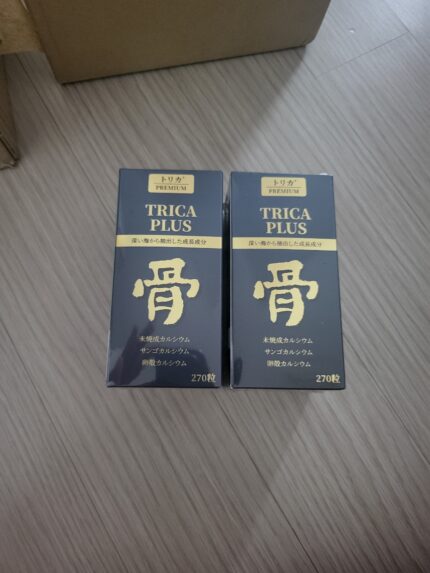 トリカ+
PREMIUM
TRICA
PLUS
深い海から抽出した成長成分
骨
未焼成カルシウム
サンゴカルシウム
卵殻カルシウム
270粒
トリカ+
PREMIUM
TRICA
PLUS
深い海から抽出した成長成分
骨
未焼成カルシウム
サンゴカルシウム
卵殻カルシウム
270粒